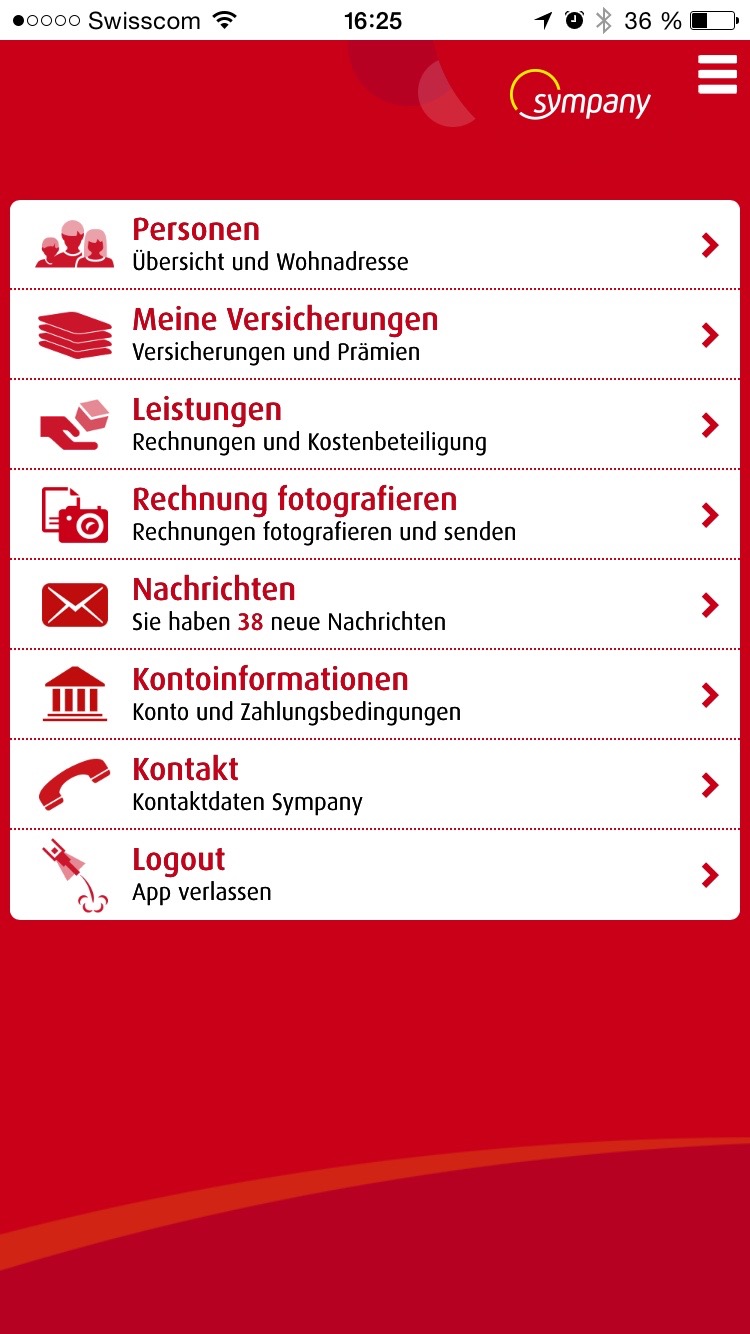 Swisscom 16:25 36 %
sympany
Personen
Übersicht und Wohnadresse
Meine Versicherungen
Versicherungen und Prämien
Leistungen
Rechnungen und Kostenbeteiligung
Rechnung fotografieren
Rechnungen fotografieren und senden
Nachrichten
Sie haben 38 neue Nachrichten
Kontoinformationen
Konto und Zahlungsbedingungen
Kontakt
Kontaktdaten Sympany
Logout
App verlassen